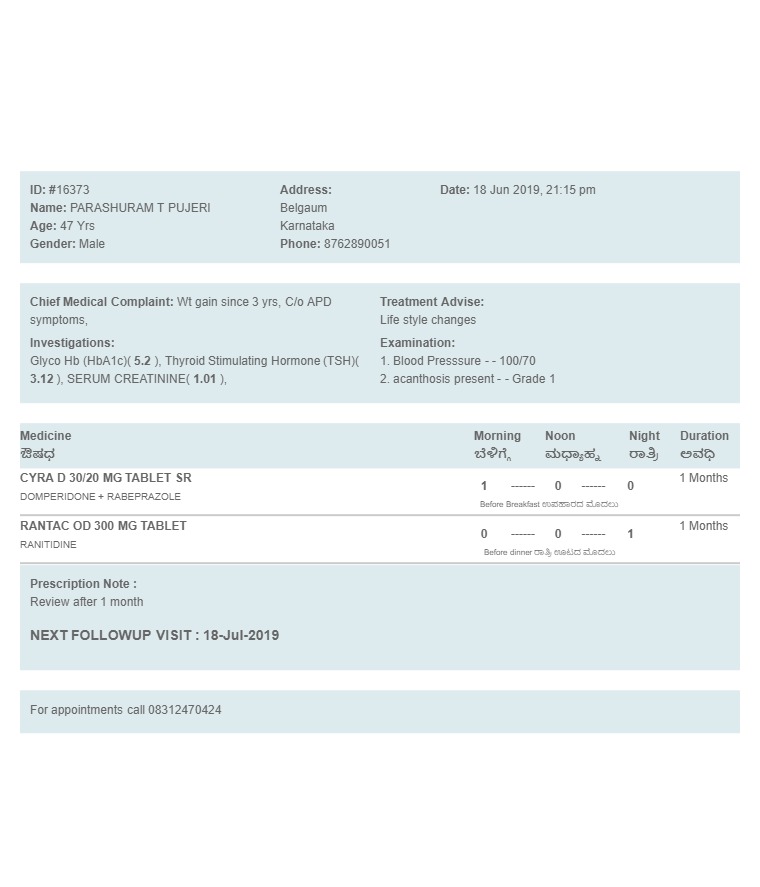 ID: #16373
Name: PARASHURAM T PUJERI
Age: 47 Yrs
Gender: Male
Address:
Belgaum
Karnataka
Phone: 8762890051
Date: 18 Jun 2019, 21:15 pm
Chief Medical Complaint: Wt gain since 3 yrs, C/o APD
symptoms,
Investigations:
Glyco Hb (HbA1c)( 5.2 ), Thyroid Stimulating Hormone (TSH)(
3.12 ), SERUM CREATININE( 1.01 ),
Treatment Advise:
Life style changes
Examination:
1. Blood Presssure - - 100/70
2. acanthosis present - - Grade 1
Medicine Morning Noon Night Duration
ಔಷಧ ಬೆಳಿಗ್ಗೆ ಮಧ್ಯಾಹ್ನ ರಾತ್ರಿ ಅವಧಿ
CYRA D 30/20 MG TABLET SR 1 ------ 0 ------ 0 1 Months
DOMPERIDONE + RABEPRAZOLE
Before Breakfast ಉಪಹಾರದ ಮೊದಲು
RANTAC OD 300 MG TABLET 0 ------ 0 ------ 1 1 Months
RANITIDINE
Before dinner ರಾತ್ರಿ ಊಟದ ಮೊದಲು
Prescription Note :
Review after 1 month
NEXT FOLLOWUP VISIT : 18-Jul-2019
For appointments call 08312470424